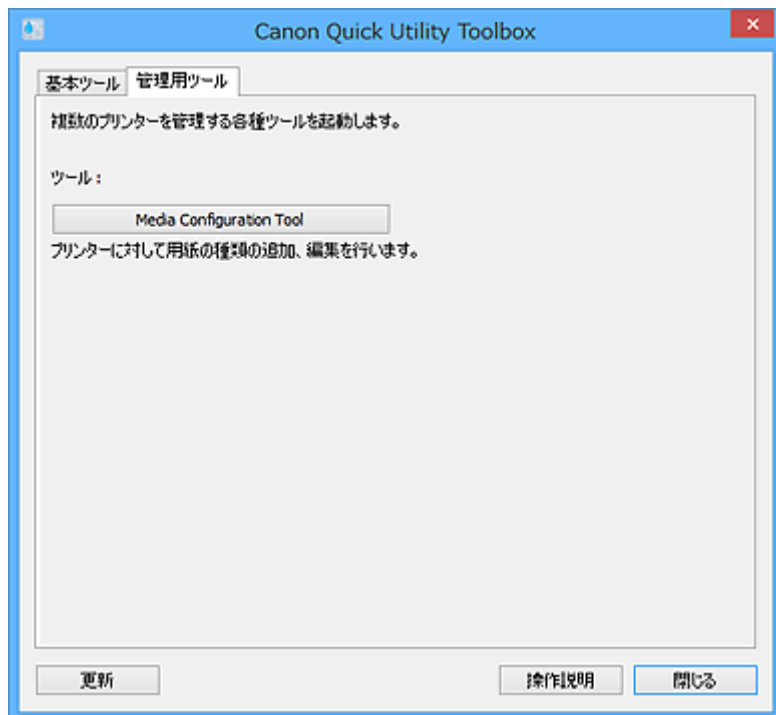 Canon Quick Utility Toolbox
基本ツール 管理用ツール
複数のプリンターを管理する各種ツールを起動します。
ツール:
Media Configuration Tool
プリンターに対して用紙の種類の追加、編集を行います。
更新 操作説明 閉じる